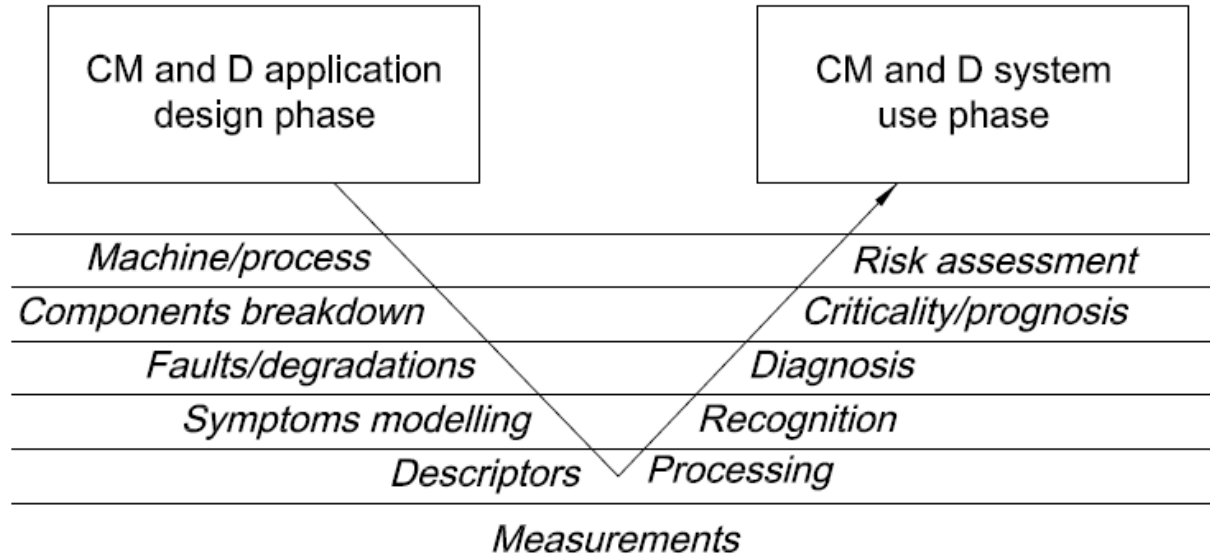 CM and D application
design phase
CM and D system
use phase
Machine/process
Risk assessment
Components breakdown
Criticality/prognosis
Faults/degradations
Diagnosis
Symptoms modelling
Recognition
Descriptors
Processing
Measurements